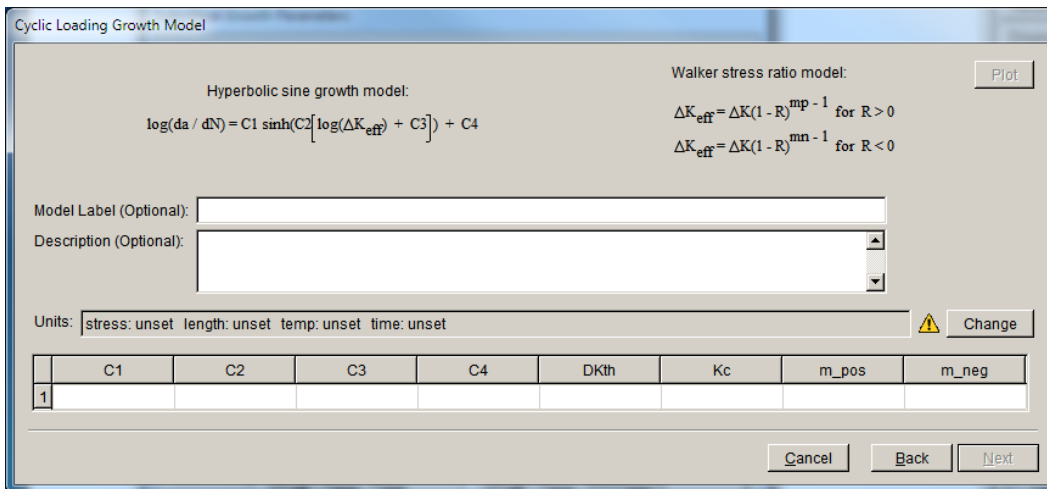 Cyclic Loading Growth Model
Hyperbolic sine growth model:
log(da / dN) = C1 sinh(C2[log(ΔKeff) + C3]) + C4
Walker stress ratio model:
ΔKeff = ΔK(1 - R)^mp - 1 for R > 0
ΔKeff = ΔK(1 - R)^mn - 1 for R < 0
Plot
Model Label (Optional):
Description (Optional):
Units: stress: unset length: unset temp: unset time: unset
Change
C1 C2 C3 C4 DKth Kc m_pos m_neg
1
Cancel Back Next